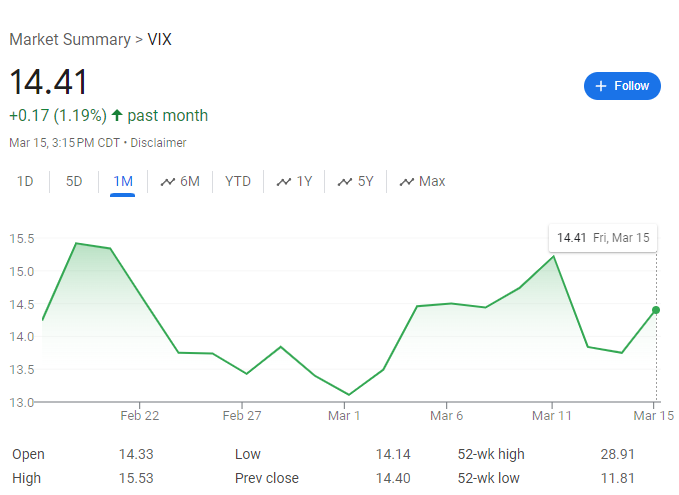 Market Summary > VIX
14.41
+ Follow
+0.17 (1.19%) ↑ past month
Mar 15, 3:15 PM CDT • Disclaimer
1D 5D 1M 6M YTD 1Y 5Y Max
14.41 Fri, Mar 15
15.5
15.0
14.5
14.0
13.5
13.0
Feb 22 Feb 27 Mar 1 Mar 6 Mar 11 Mar 15
Open 14.33 Low 14.14 52-wk high 28.91
High 15.53 Prev close 14.40 52-wk low 11.81